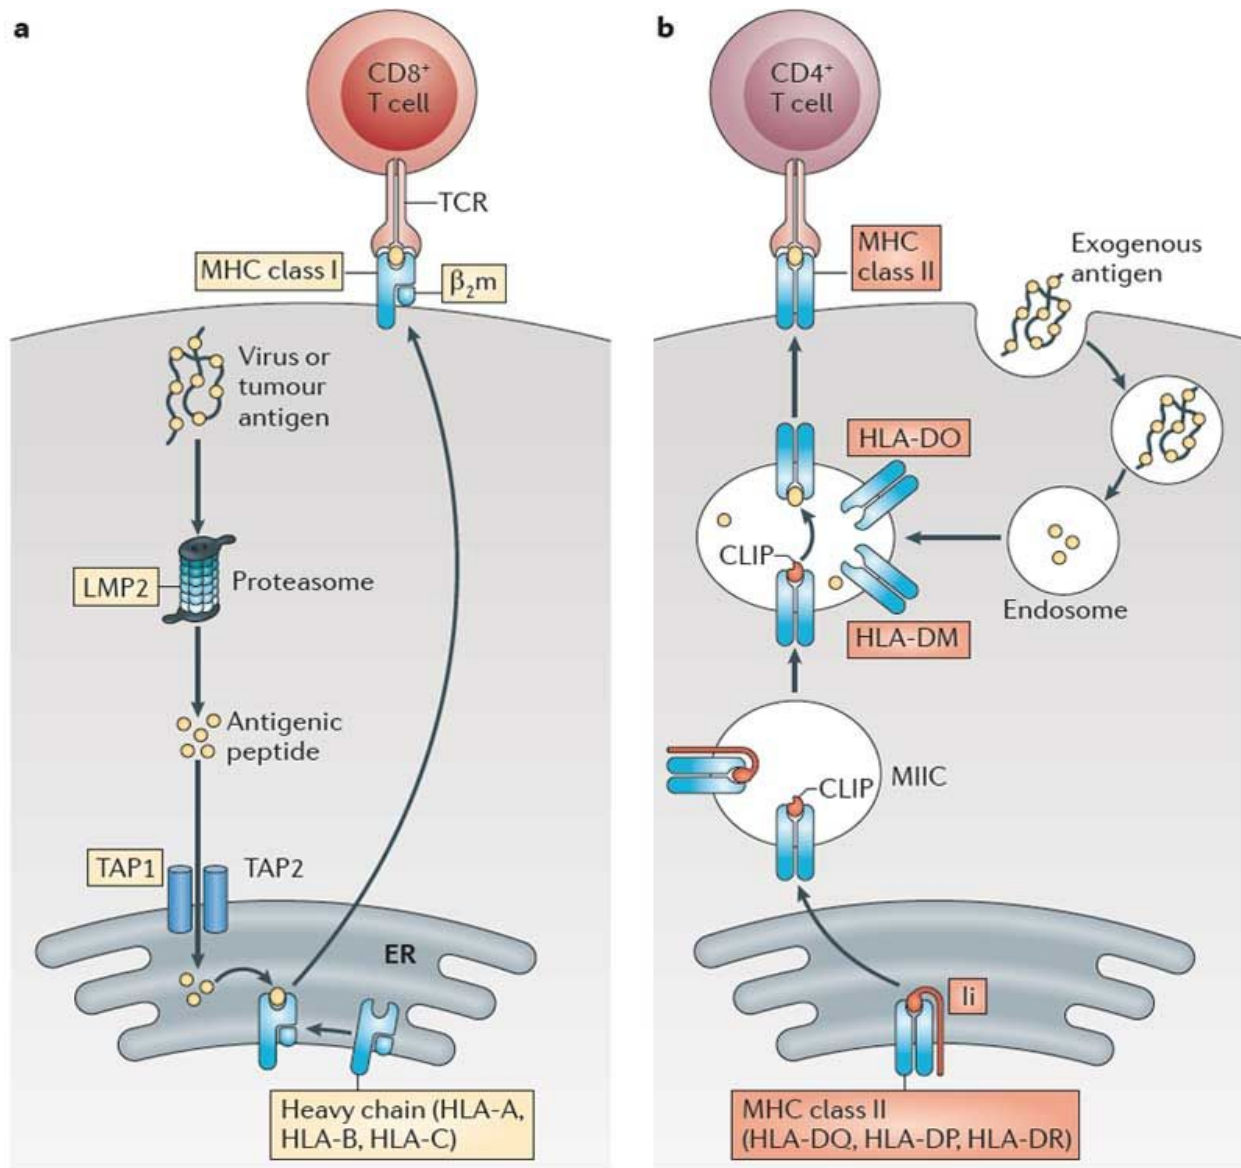 a
CD8+
T cell
TCR
MHC class I
β2m
Virus or
tumour
antigen
LMP2
Proteasome
Antigenic
peptide
TAP1
TAP2
ER
Heavy chain (HLA-A,
HLA-B, HLA-C)
b
CD4+
T cell
MHC
class II
Exogenous
antigen
HLA-DO
CLIP
HLA-DM
Endosome
MIIC
CLIP
Ii
MHC class II
(HLA-DQ, HLA-DP, HLA-DR)